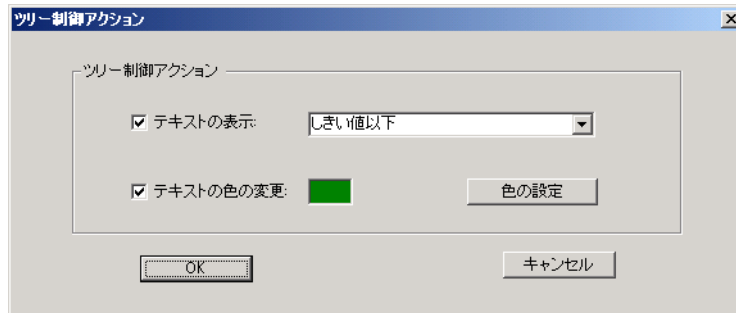 ツリー制御アクション
ツリー制御アクション
テキストの表示:
しきい値以下
テキストの色の変更:
色の設定
OK
キャンセル